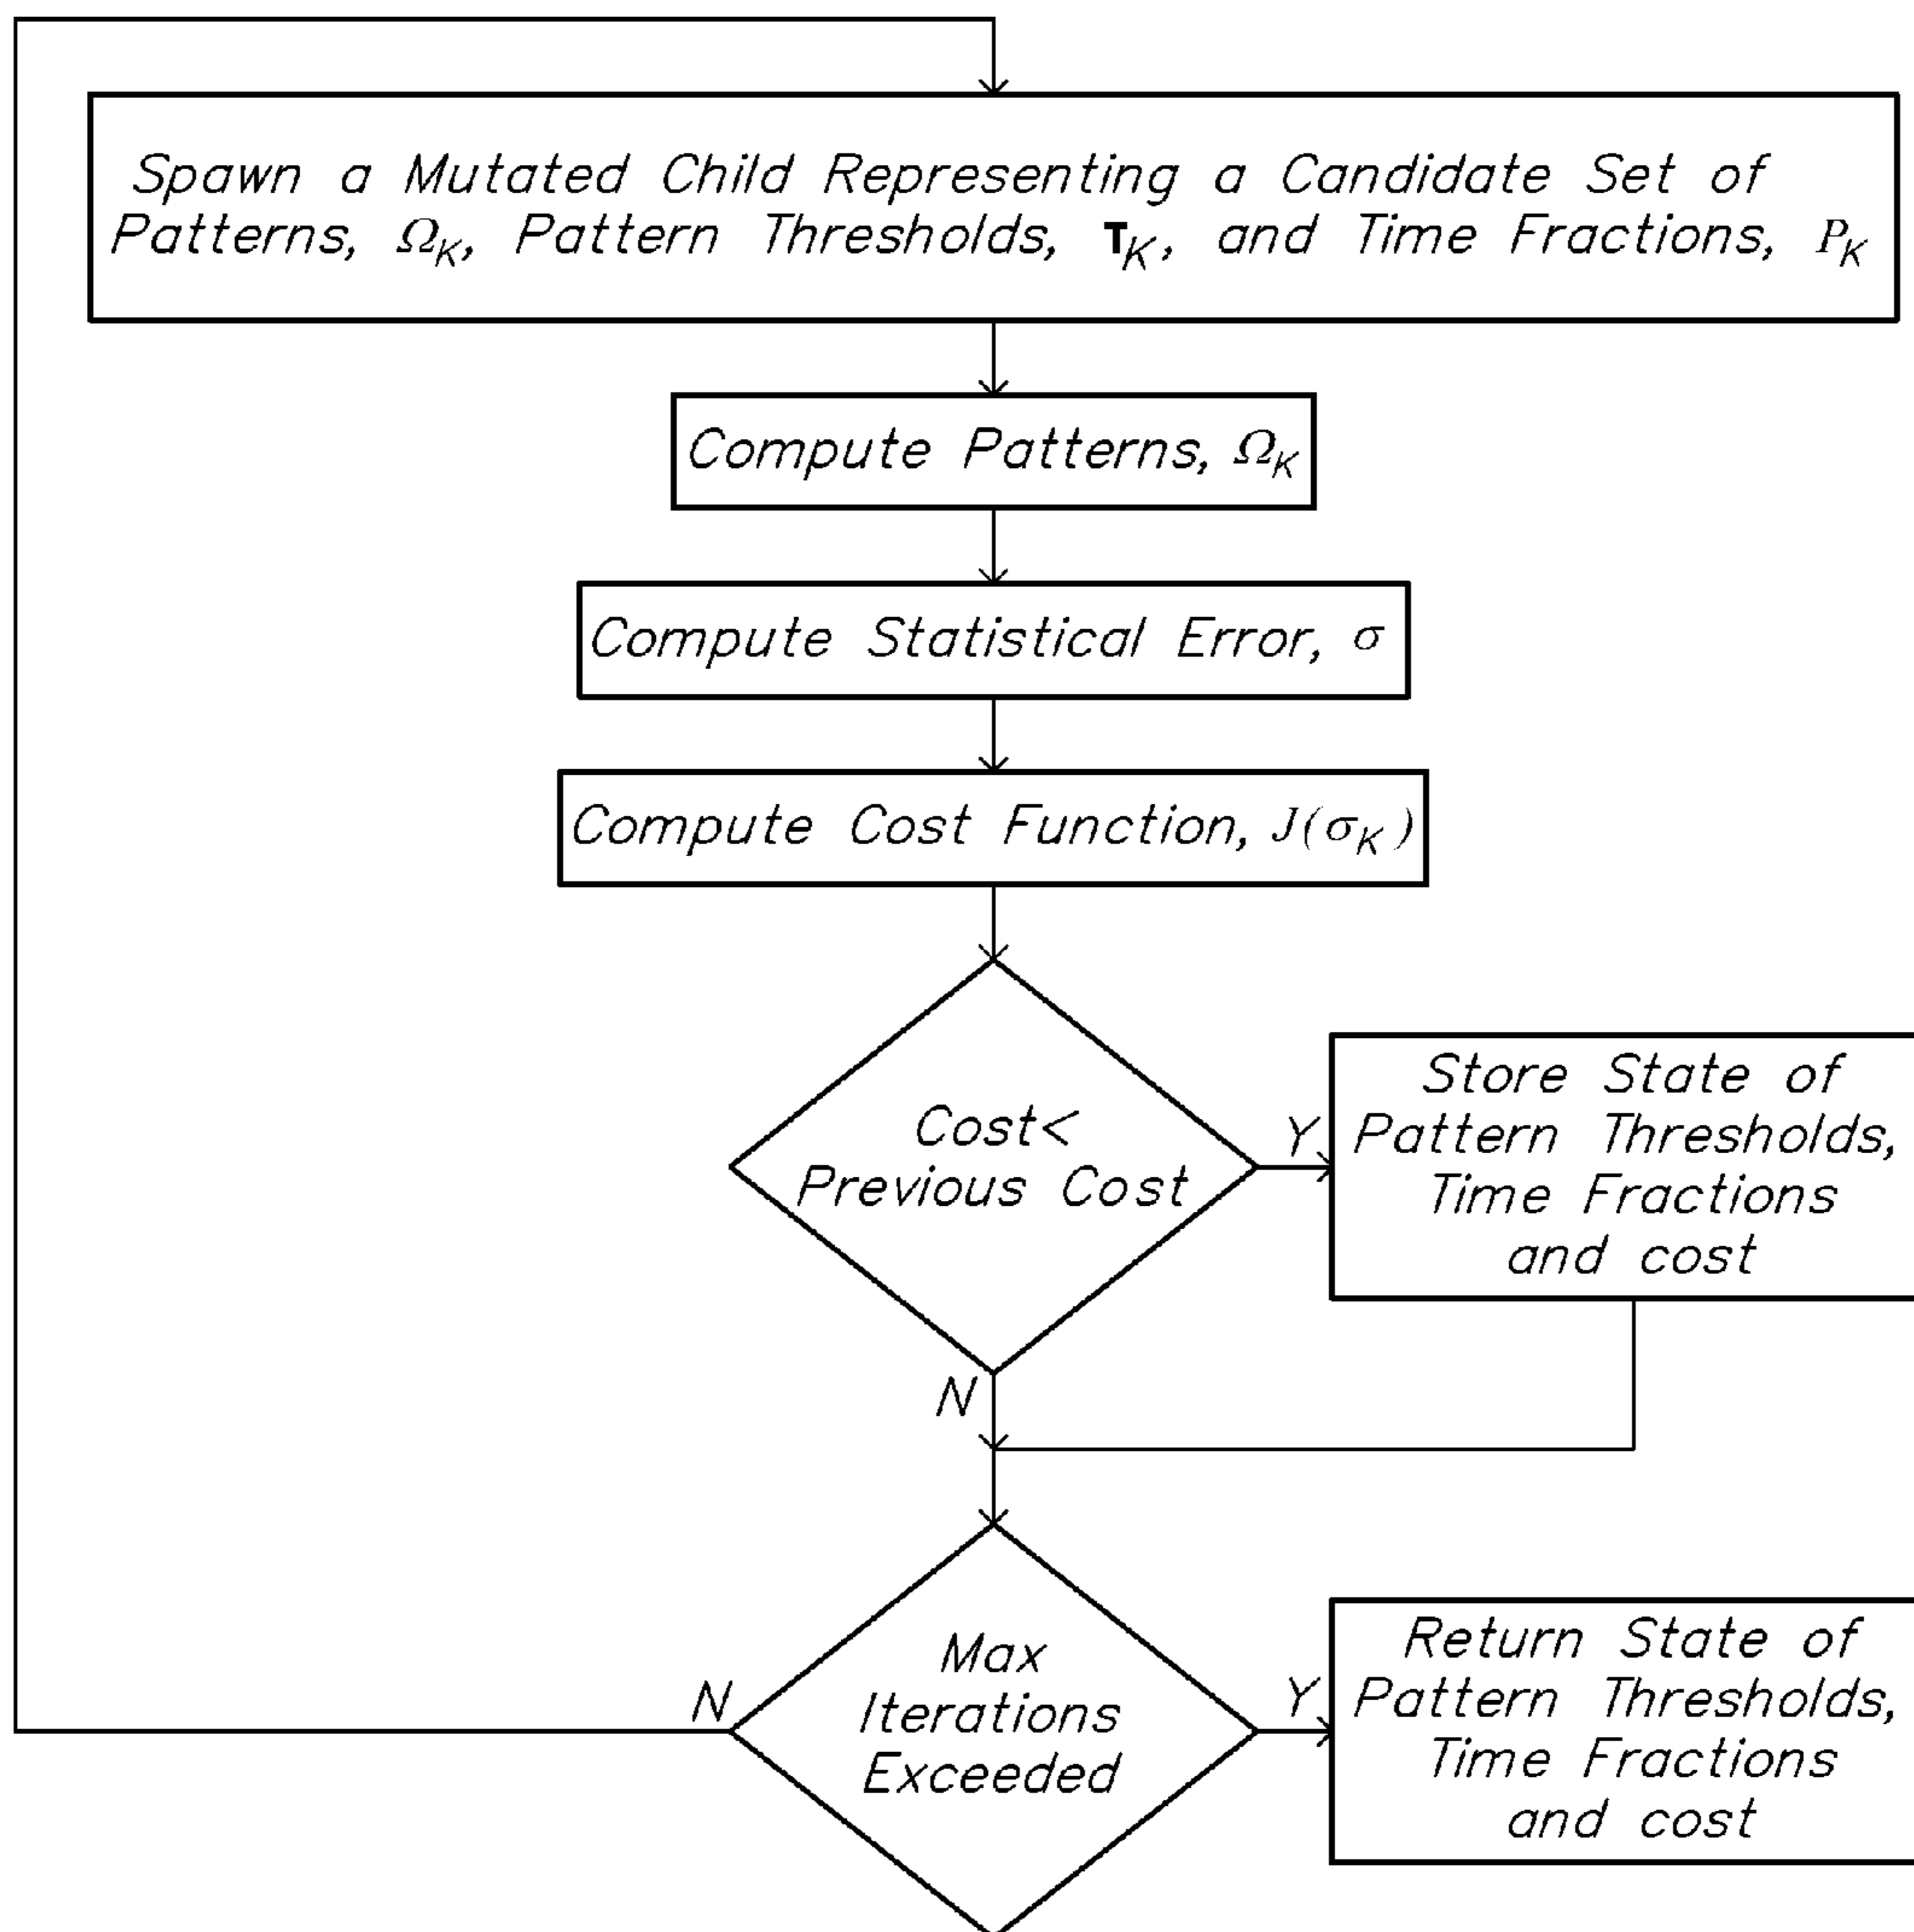 Spawn a Mutated Child Representing a Candidate Set of
Patterns, Ω_K, Pattern Thresholds, τ_K, and Time Fractions, P_K
Compute Patterns, Ω_K
Compute Statistical Error, σ
Compute Cost Function, J(σ_K)
Cost<
Previous Cost
Y
Store State of
Pattern Thresholds,
Time Fractions
and cost
N
Max
Iterations
Exceeded
N
Y
Return State of
Pattern Thresholds,
Time Fractions
and cost